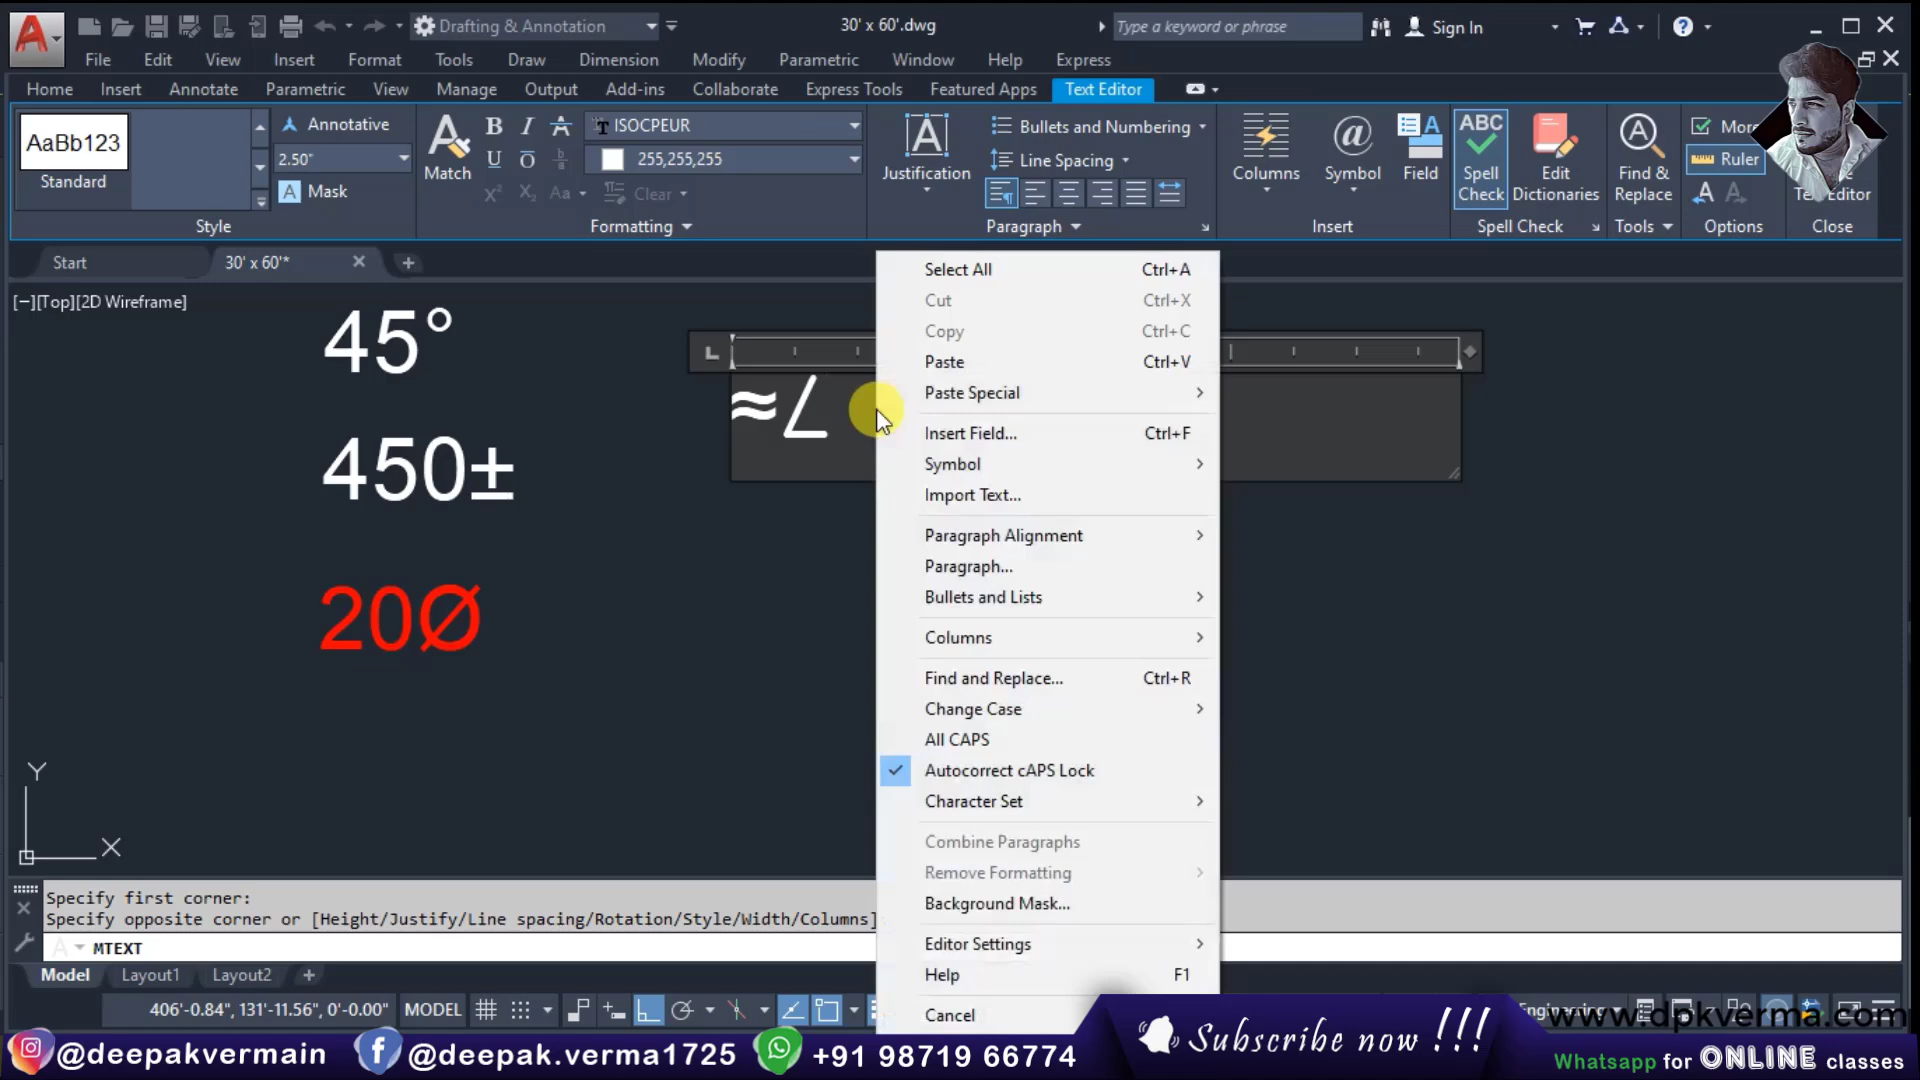 Drafting & Annotation
30' x 60'.dwg
Type a keyword or phrase
Sign In
File Edit View Insert Format Tools Draw Dimension Modify Parametric Window Help Express
Home Insert Annotate Parametric View Manage Output Add-ins Collaborate Express Tools Featured Apps Text Editor
AaBb123
Standard
Annotative
2.50"
Mask
Style
Match
ISOCPEUR
255,255,255
Clear
Formatting
Justification
Bullets and Numbering
Line Spacing
Paragraph
Columns
Symbol
Field
Insert
ABC
Spell Check
Edit Dictionaries
Spell Check
Find & Replace
Tools
Ruler
Options
Close
Start
30' x 60'*
[−][Top][2D Wireframe]
45°
450±
20Ø
≈∠
Select All Ctrl+A
Cut Ctrl+X
Copy Ctrl+C
Paste Ctrl+V
Paste Special
Insert Field... Ctrl+F
Symbol
Import Text...
Paragraph Alignment
Paragraph...
Bullets and Lists
Columns
Find and Replace... Ctrl+R
Change Case
All CAPS
Autocorrect cAPS Lock
Character Set
Combine Paragraphs
Remove Formatting
Background Mask...
Editor Settings
Help F1
Cancel
Y
X
Specify first corner:
Specify opposite corner or [Height/Justify/Line spacing/Rotation/Style/Width/Columns]
MTEXT
Model Layout1 Layout2
406'-0.84", 131'-11.56", 0'-0.00" MODEL
www.dpkverma.com
@deepakvermain
@deepak.verma1725
+91 98719 66774
Subscribe now !!!
Whatsapp for ONLINE classes